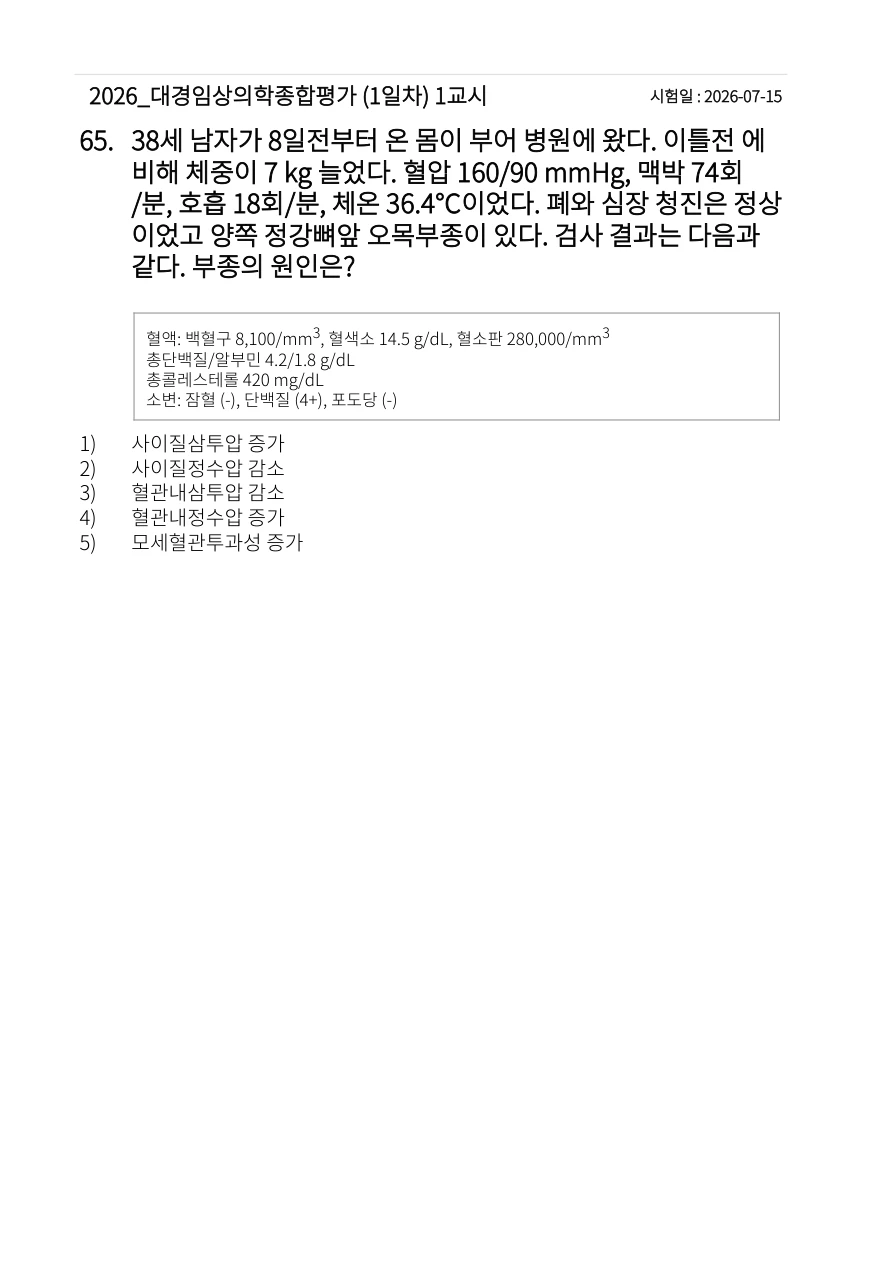 2026_대경임상의학종합평가 (1일차) 1교시
시험일 : 2026-07-15
65. 38세 남자가 8일전부터 온 몸이 부어 병원에 왔다. 이틀전 에
비해 체중이 7 kg 늘었다. 혈압 160/90 mmHg, 맥박 74회
/분, 호흡 18회/분, 체온 36.4℃이었다. 폐와 심장 청진은 정상
이었고 양쪽 정강뼈앞 오목부종이 있다. 검사 결과는 다음과
같다. 부종의 원인은?
혈액: 백혈구 8,100/mm³, 혈색소 14.5 g/dL, 혈소판 280,000/mm³
총단백질/알부민 4.2/1.8 g/dL
총콜레스테롤 420 mg/dL
소변: 잠혈 (-), 단백질 (4+), 포도당 (-)
1) 사이질삼투압 증가
2) 사이질정수압 감소
3) 혈관내삼투압 감소
4) 혈관내정수압 증가
5) 모세혈관투과성 증가